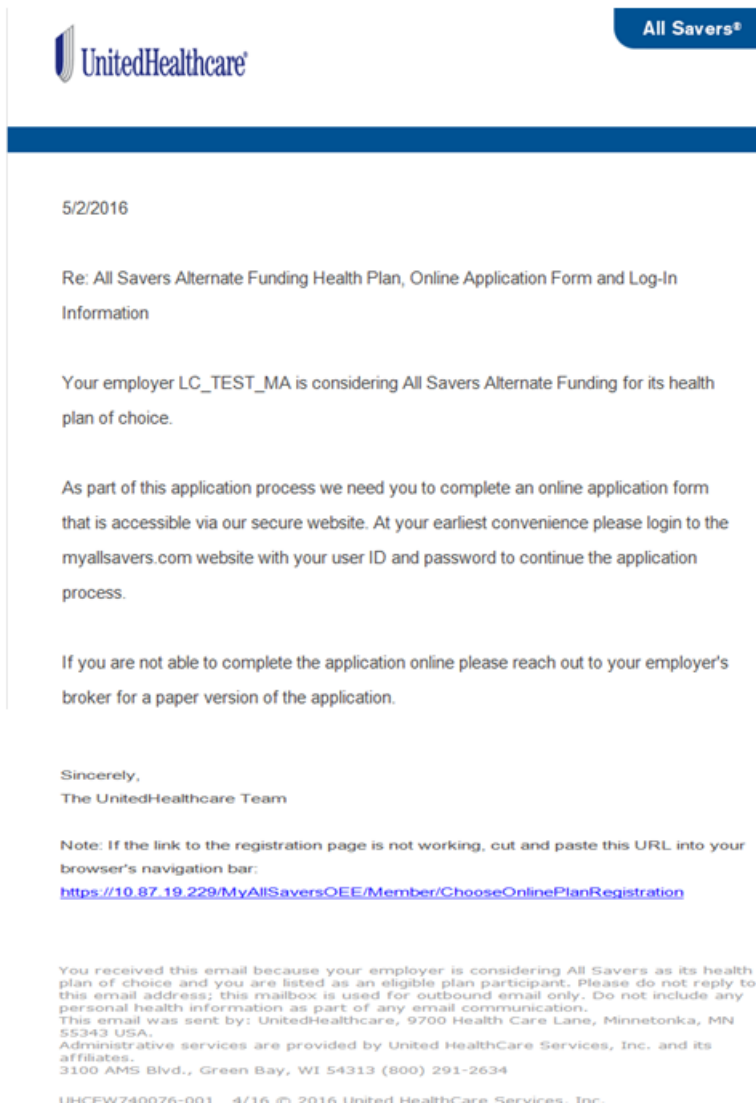 All Savers®
UnitedHealthcare®
5/2/2016
Re: All Savers Alternate Funding Health Plan, Online Application Form and Log-In
Information
Your employer LC_TEST_MA is considering All Savers Alternate Funding for its health
plan of choice.
As part of this application process we need you to complete an online application form
that is accessible via our secure website. At your earliest convenience please login to the
myallsavers.com website with your user ID and password to continue the application
process.
If you are not able to complete the application online please reach out to your employer's
broker for a paper version of the application.
Sincerely,
The UnitedHealthcare Team
Note: If the link to the registration page is not working, cut and paste this URL into your
browser's navigation bar:
https://10.87.19.229/MyAllSaversOEE/Member/ChooseOnlinePlanRegistration
You received this email because your employer is considering All Savers as its health
plan of choice and you are listed as an eligible plan participant. Please do not reply to
this email address; this mailbox is used for outbound email only. Do not include any
personal health information as part of any email communication.
This email was sent by: UnitedHealthcare, 9700 Health Care Lane, Minnetonka, MN
55343 USA.
Administrative services are provided by United HealthCare Services, Inc. and its
affiliates.
3100 AMS Blvd., Green Bay, WI 54313 (800) 291-2634
UHCEW740076-001 4/16 © 2016 United HealthCare Services, Inc.